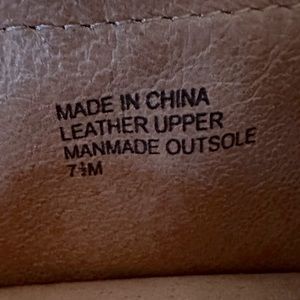 MADE IN CHINA
LEATHER UPPER
MANMADE OUTSOLE
7½M